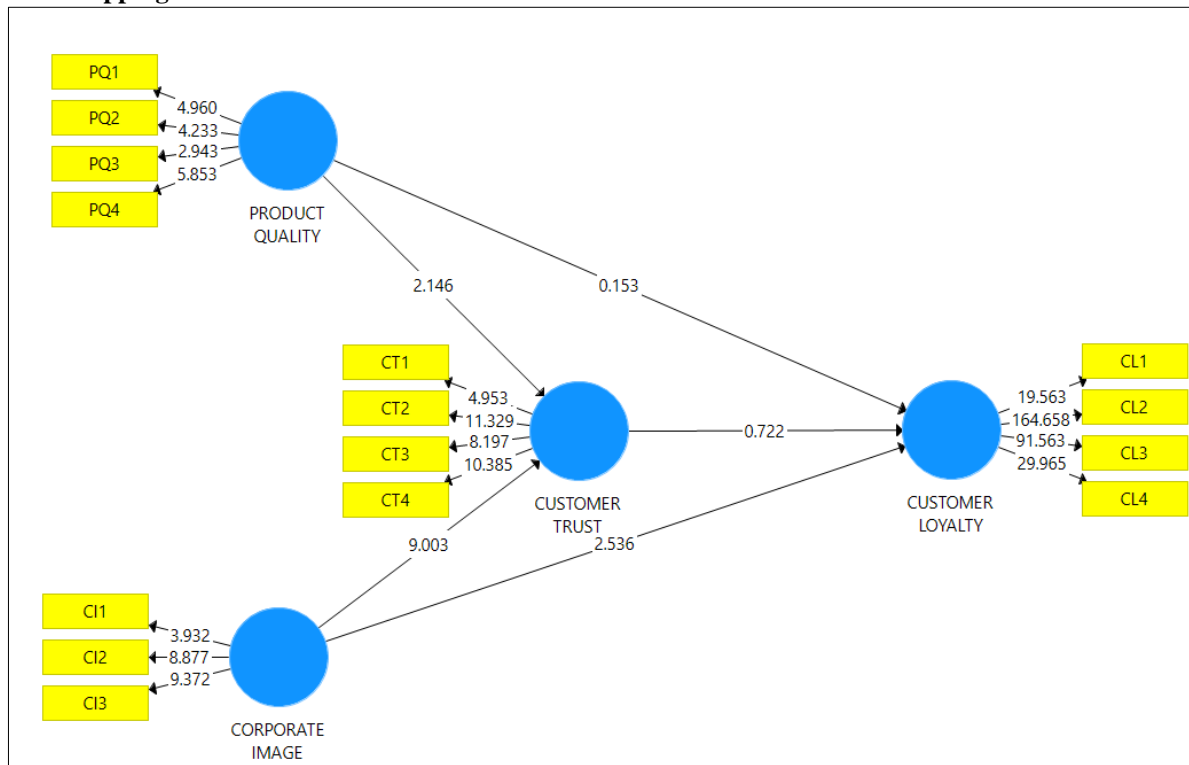 PQ1
4.960
PQ2
4.233
PQ3
2.943
PQ4
5.853
PRODUCT
QUALITY
2.146
0.153
CT1
4.953
CT2
11.329
CT3
8.197
CT4
10.385
CUSTOMER
TRUST
0.722
CL1
19.563
CL2
164.658
CL3
91.563
CL4
29.965
CUSTOMER
LOYALTY
9.003
2.536
CI1
3.932
CI2
8.877
CI3
9.372
CORPORATE
IMAGE